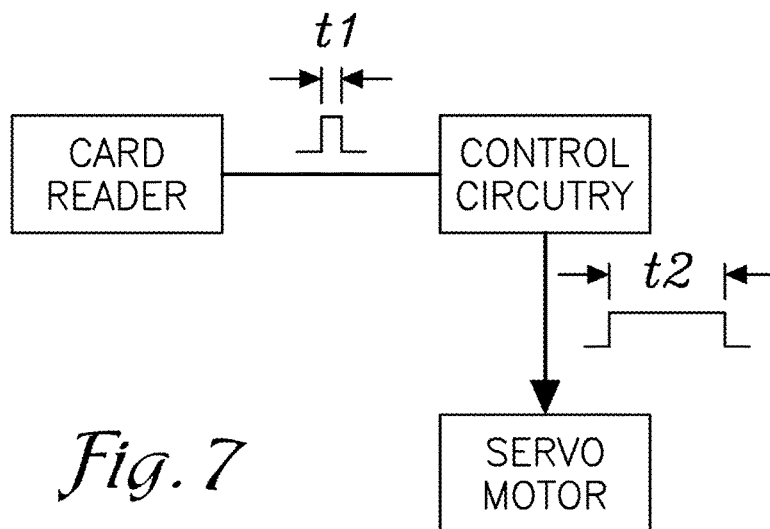 t1
CARD
READER
CONTROL
CIRCUTRY
t2
SERVO
MOTOR
Fig. 7